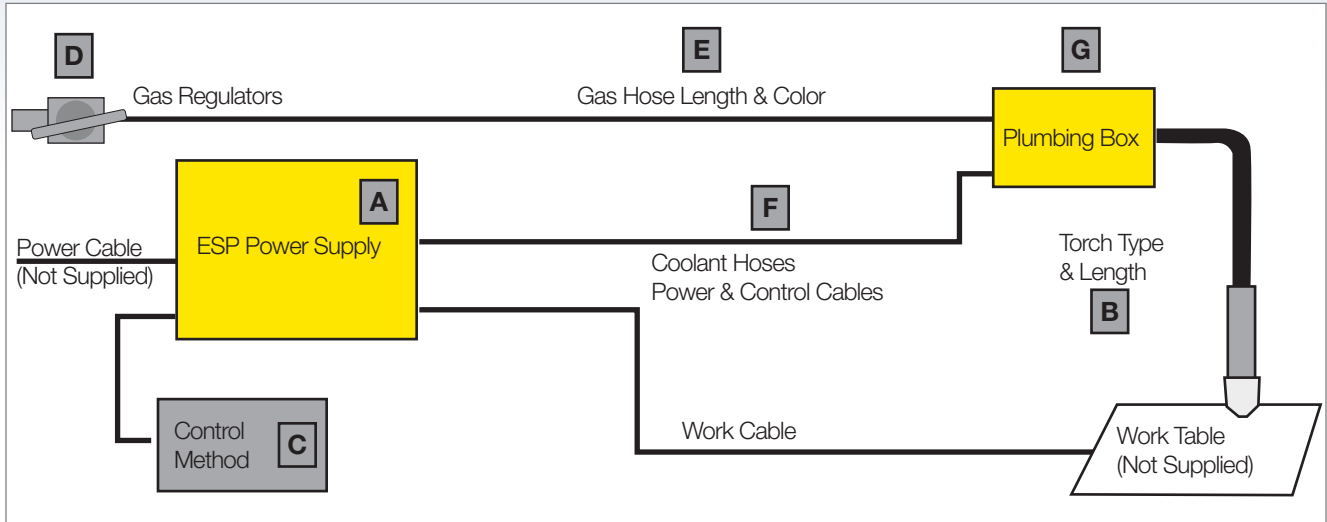 D
E
G
Gas Regulators
Gas Hose Length & Color
Plumbing Box
A
ESP Power Supply
F
Power Cable
(Not Supplied)
Coolant Hoses
Power & Control Cables
Torch Type
& Length
B
Control
Method
C
Work Cable
Work Table
(Not Supplied)